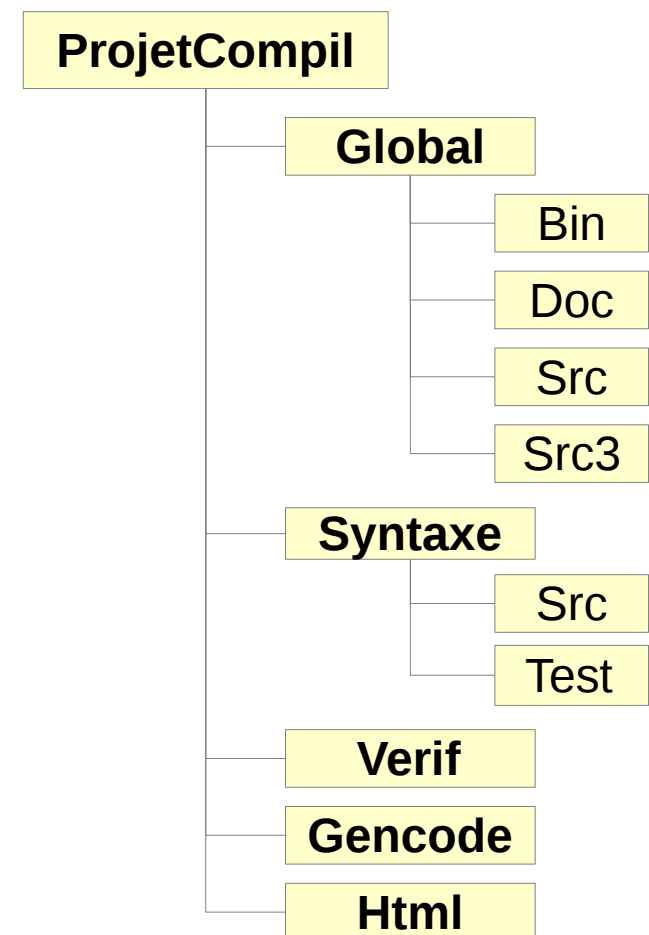 ProjetCompil
Global
Bin
Doc
Src
Src3
Syntaxe
Src
Test
Verif
Gencode
Html